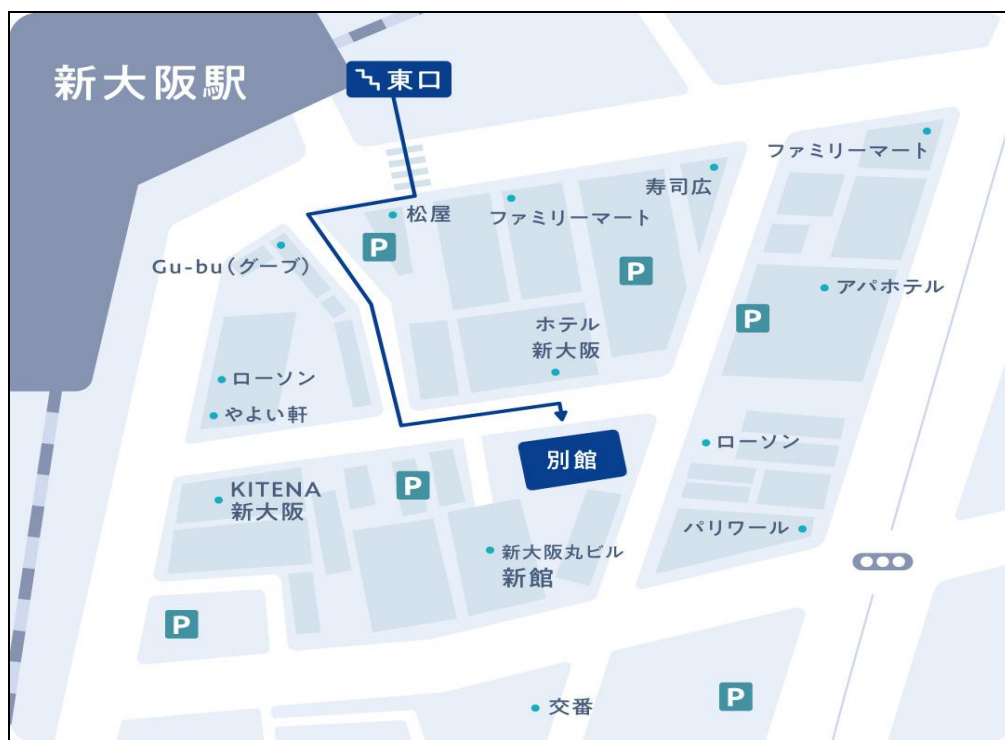 新大阪駅
東口
ファミリーマート
寿司広
松屋
ファミリーマート
P
Gu-bu(グーブ)
P
アパホテル
P
ホテル
新大阪
ローソン
やよい軒
ローソン
別館
KITENA
新大阪
P
パリワール
新大阪丸ビル
新館
P
P
交番